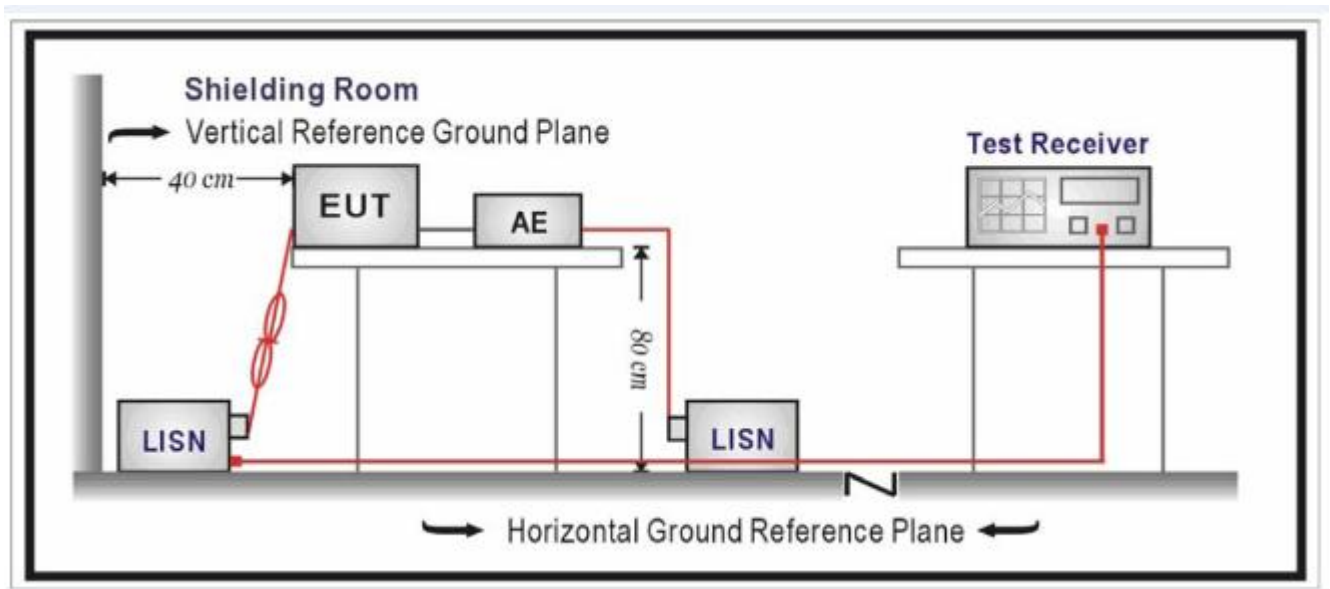 Shielding Room
Vertical Reference Ground Plane
Test Receiver
40 cm
EUT
AE
80 cm
LISN
LISN
Horizontal Ground Reference Plane